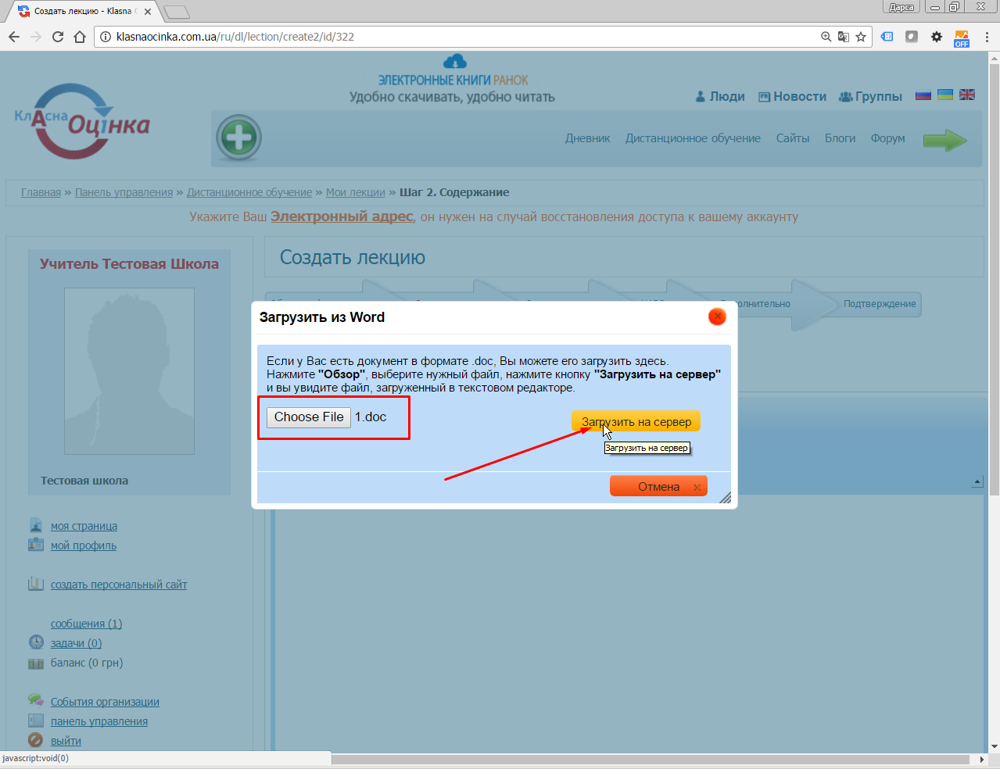 Создать лекцию - Klasna
Дарса
klasnaocinka.com.ua/ru/dl/lection/create2/id/322
OFF
ЭЛЕКТРОННЫЕ КНИГИ РАНОК
Удобно скачивать, удобно читать
КлАсна Оцінка
Люди Новости Группы
Дневник Дистанционное обучение Сайты Блоги Форум
Главная » Панель управления » Дистанционное обучение » Мои лекции » Шаг 2. Содержание
Укажите Ваш Электронный адрес, он нужен на случай восстановления доступа к вашему аккаунту
Учитель Тестовая Школа
Создать лекцию
Подтверждение
Загрузить из Word
Если у Вас есть документ в формате .doc, Вы можете его загрузить здесь.
Нажмите "Обзор", выберите нужный файл, нажмите кнопку "Загрузить на сервер"
и вы увидите файл, загруженный в текстовом редакторе.
Choose File 1.doc
Загрузить на сервер
Загрузить на сервер
Отмена
Тестовая школа
моя страница
мой профиль
создать персональный сайт
сообщения (1)
задачи (0)
баланс (0 грн)
События организации
панель управления
выйти
javascript:void(0)